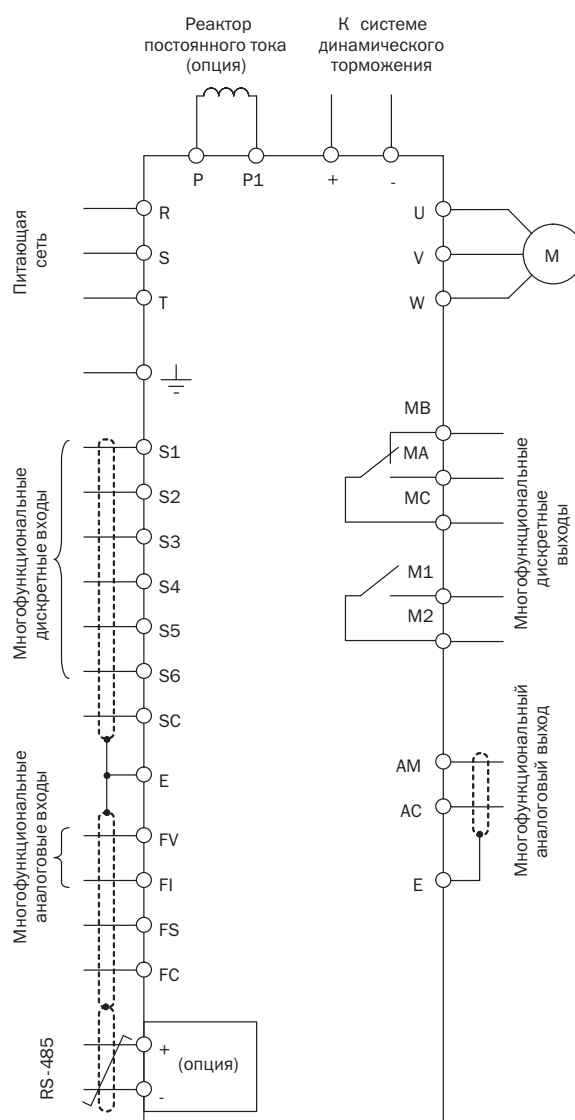 Реактор
постоянного тока
(опция)
К системе
динамического
торможения
P
P1
+
-
Питающая
сеть
R
S
T
U
V
W
M
Многофункциональные
дискретные входы
S1
S2
S3
S4
S5
S6
SC
E
MB
MA
MC
M1
M2
Многофункциональные
дискретные
выходы
Многофункциональные
аналоговые входы
FV
FI
FS
FC
AM
AC
E
Многофункциональный
аналоговый выход
RS-485
+
(опция)
-